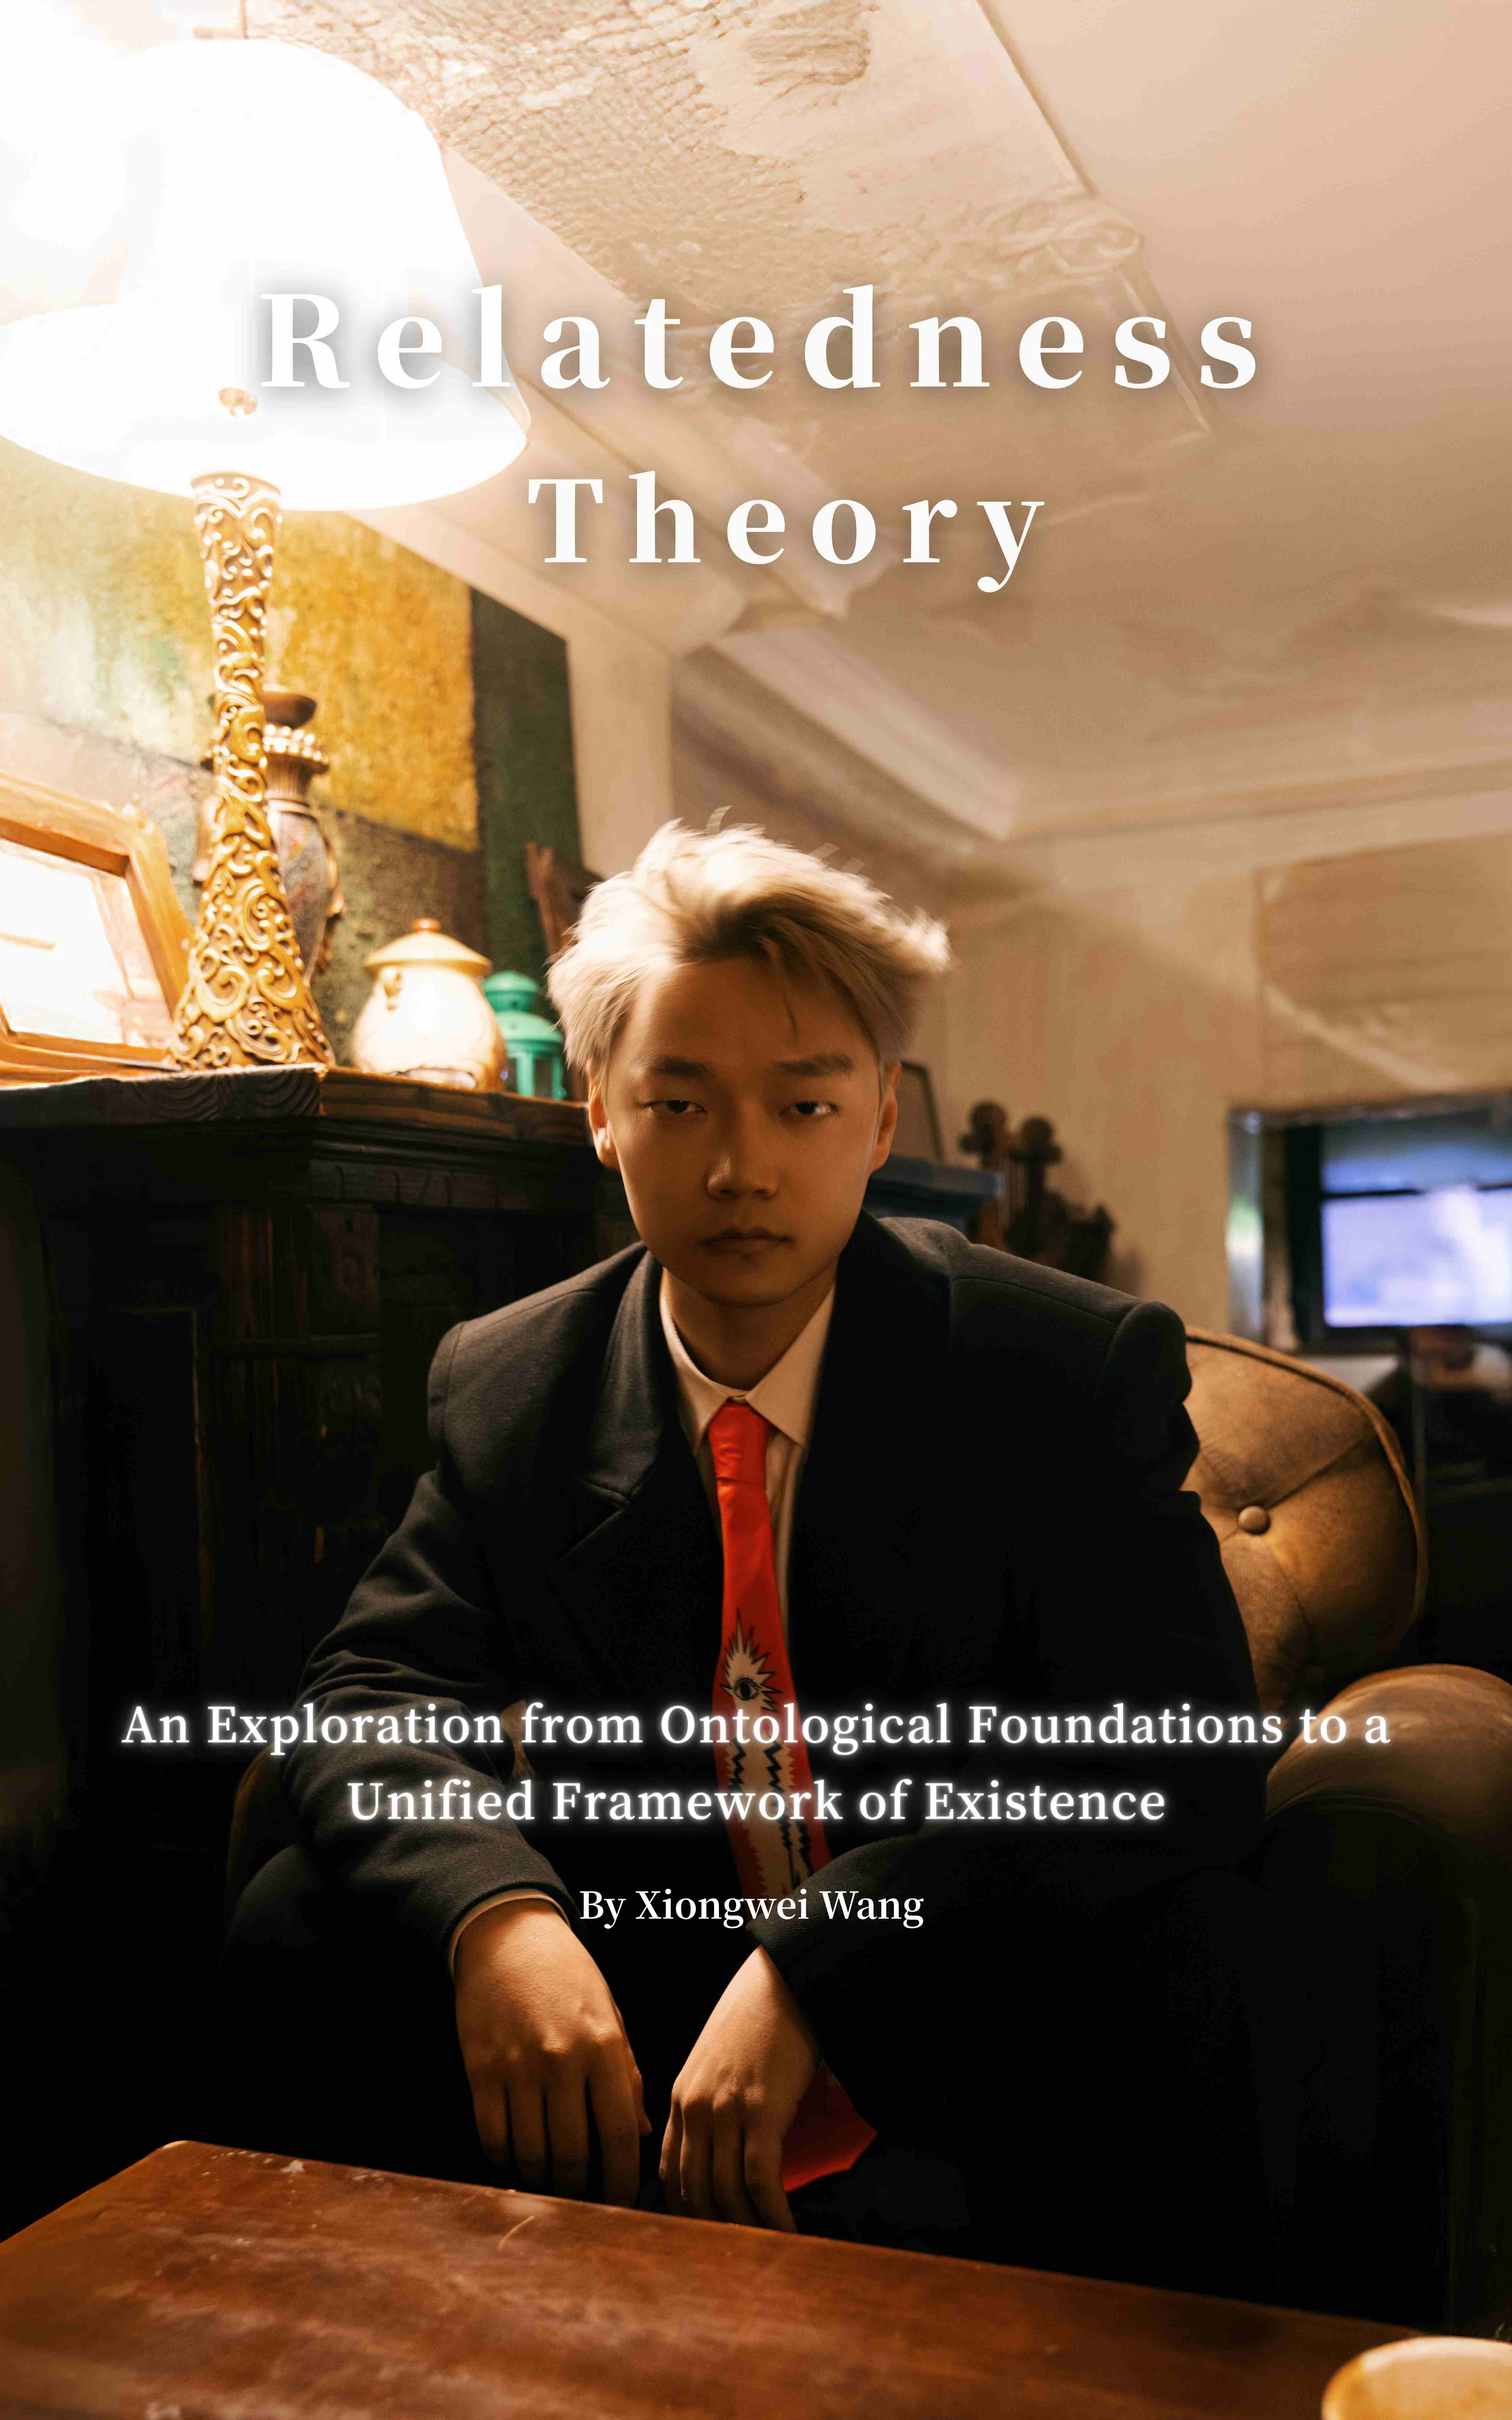 Relatedness
Theory
An Exploration from Ontological Foundations to a
Unified Framework of Existence
By Xiongwei Wang